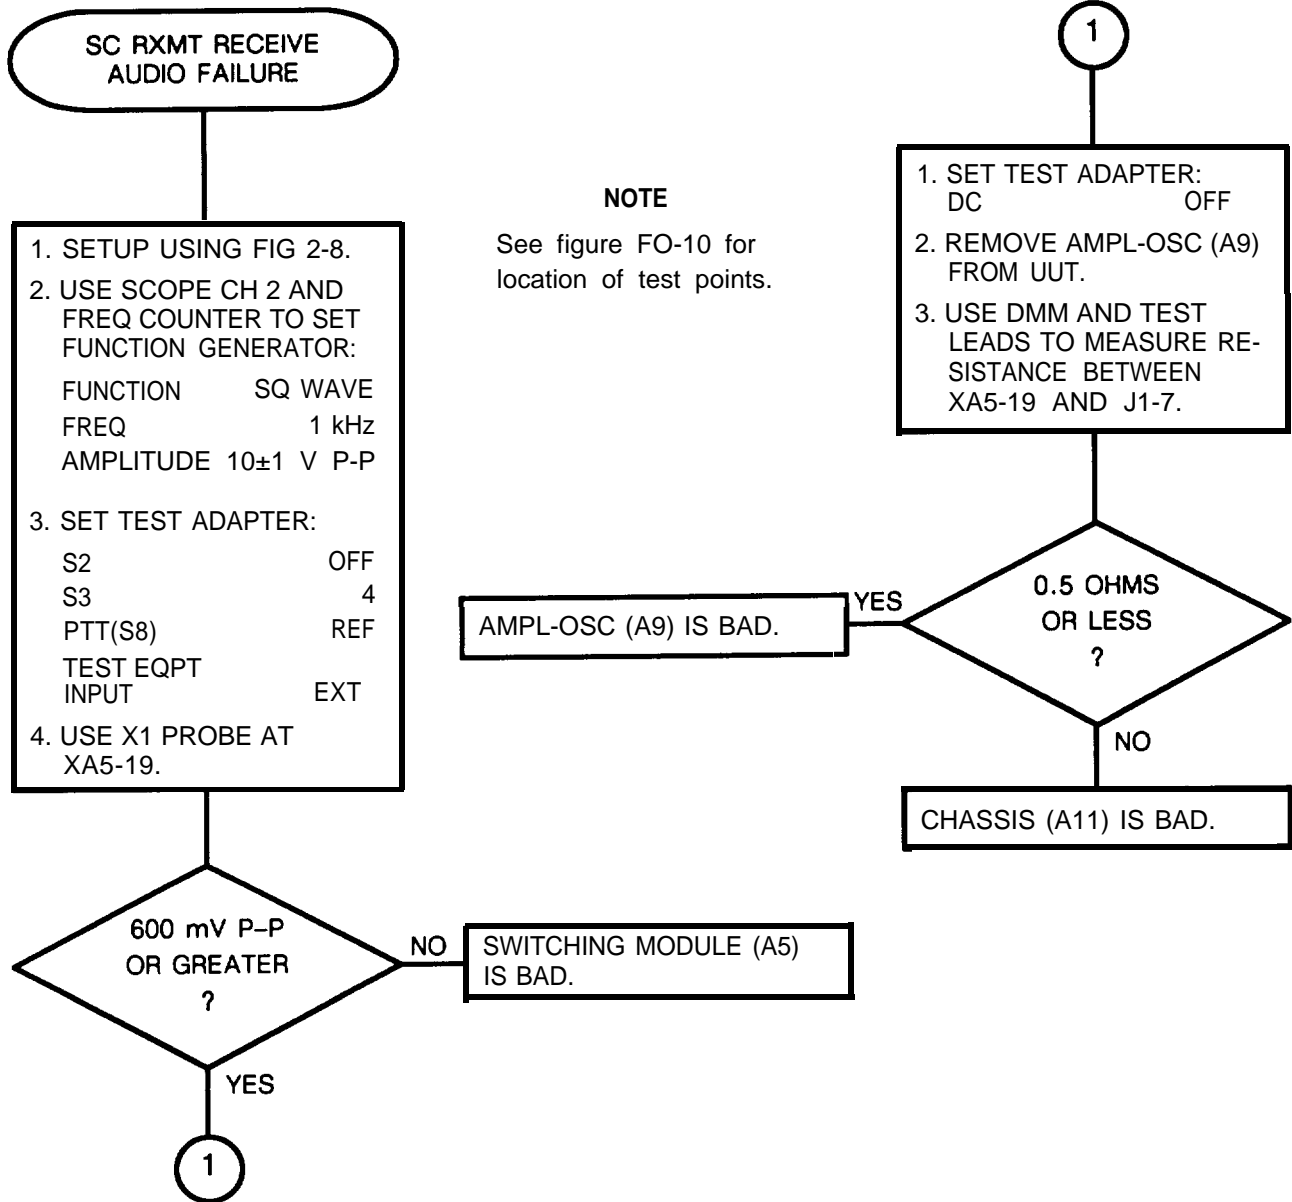 SC RXMT RECEIVE
AUDIO FAILURE
1. SETUP USING FIG 2-8.
2. USE SCOPE CH 2 AND
FREQ COUNTER TO SET
FUNCTION GENERATOR:
FUNCTION SQ WAVE
FREQ 1 kHz
AMPLITUDE 10±1 V P-P
3. SET TEST ADAPTER:
S2 OFF
S3 4
PTT(S8) REF
TEST EQPT
INPUT EXT
4. USE X1 PROBE AT
XA5-19.
600 mV P-P
OR GREATER
?
NO
SWITCHING MODULE (A5)
IS BAD.
YES
1
NOTE
See figure FO-10 for
location of test points.
1
1. SET TEST ADAPTER:
DC OFF
2. REMOVE AMPL-OSC (A9)
FROM UUT.
3. USE DMM AND TEST
LEADS TO MEASURE RE-
SISTANCE BETWEEN
XA5-19 AND J1-7.
0.5 OHMS
OR LESS
?
YES
AMPL-OSC (A9) IS BAD.
NO
CHASSIS (A11) IS BAD.